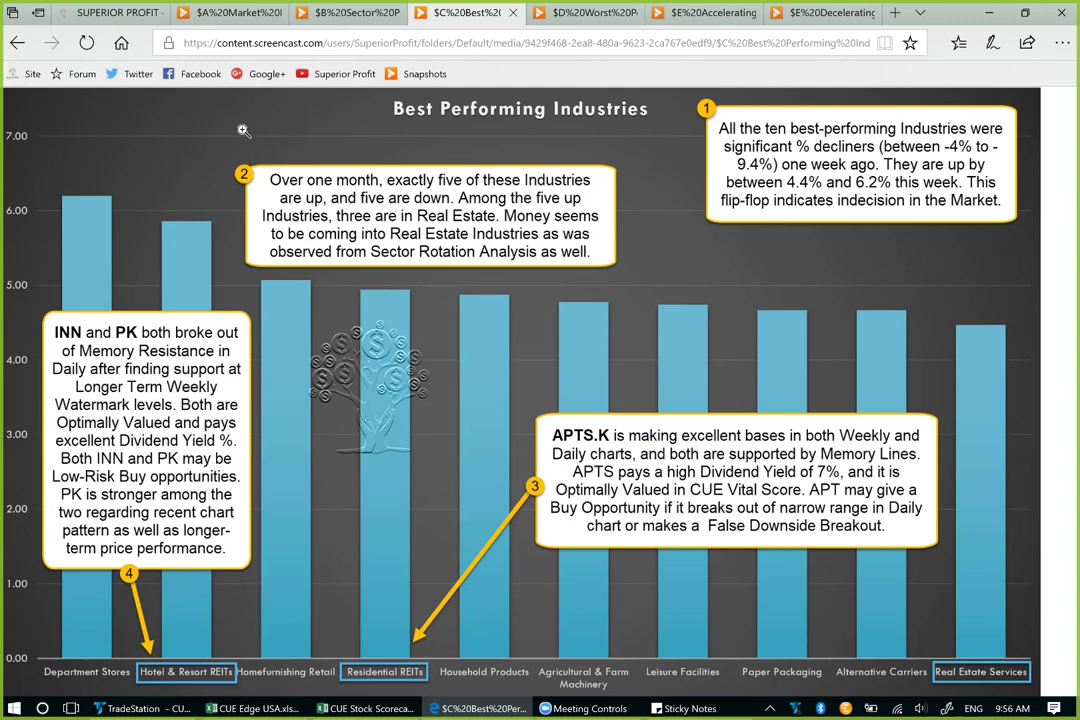 SUPERIOR PROFIT -
$A%20Market%20I
$B%20Sector%20P
$C%20Best%
$D%20Worst%20P
$E%20Accelerating
$E%20Decelerating
https://content.screencast.com/users/SuperiorProfit/folders/Default/media/9429f468-2ea8-480a-9623-2ca767e0edf9/$C%20Best%20Performing%20Ind
Site
Forum
Twitter
Facebook
Google+
Superior Profit
Snapshots
Best Performing Industries
1
All the ten best-performing Industries were
significant % decliners (between -4% to -
9.4%) one week ago. They are up by
between 4.4% and 6.2% this week. This
flip-flop indicates indecision in the Market.
2
Over one month, exactly five of these Industries
are up, and five are down. Among the five up
Industries, three are in Real Estate. Money seems
to be coming into Real Estate Industries as was
observed from Sector Rotation Analysis as well.
7.00
6.00
5.00
4.00
3.00
2.00
1.00
0.00
INN and PK both broke out
of Memory Resistance in
Daily after finding support at
Longer Term Weekly
Watermark levels. Both are
Optimally Valued and pays
excellent Dividend Yield %.
Both INN and PK may be
Low-Risk Buy opportunities.
PK is stronger among the
two regarding recent chart
pattern as well as longer-
term price performance.
4
$ $ $ $ $ $
3
APTS.K is making excellent bases in both Weekly and
Daily charts, and both are supported by Memory Lines.
APTS pays a high Dividend Yield of 7%, and it is
Optimally Valued in CUE Vital Score. APT may give a
Buy Opportunity if it breaks out of narrow range in Daily
chart or makes a False Downside Breakout.
Department Stores
Hotel & Resort REITs
Homefurnishing Retail
Residential REITs
Household Products
Agricultural & Farm
Machinery
Leisure Facilities
Paper Packaging
Alternative Carriers
Real Estate Services
TradeStation - CU...
CUE Edge USA.xls...
CUE Stock Scoreca...
$C%20Best%20Per...
Meeting Controls
Sticky Notes
ENG
9:56 AM